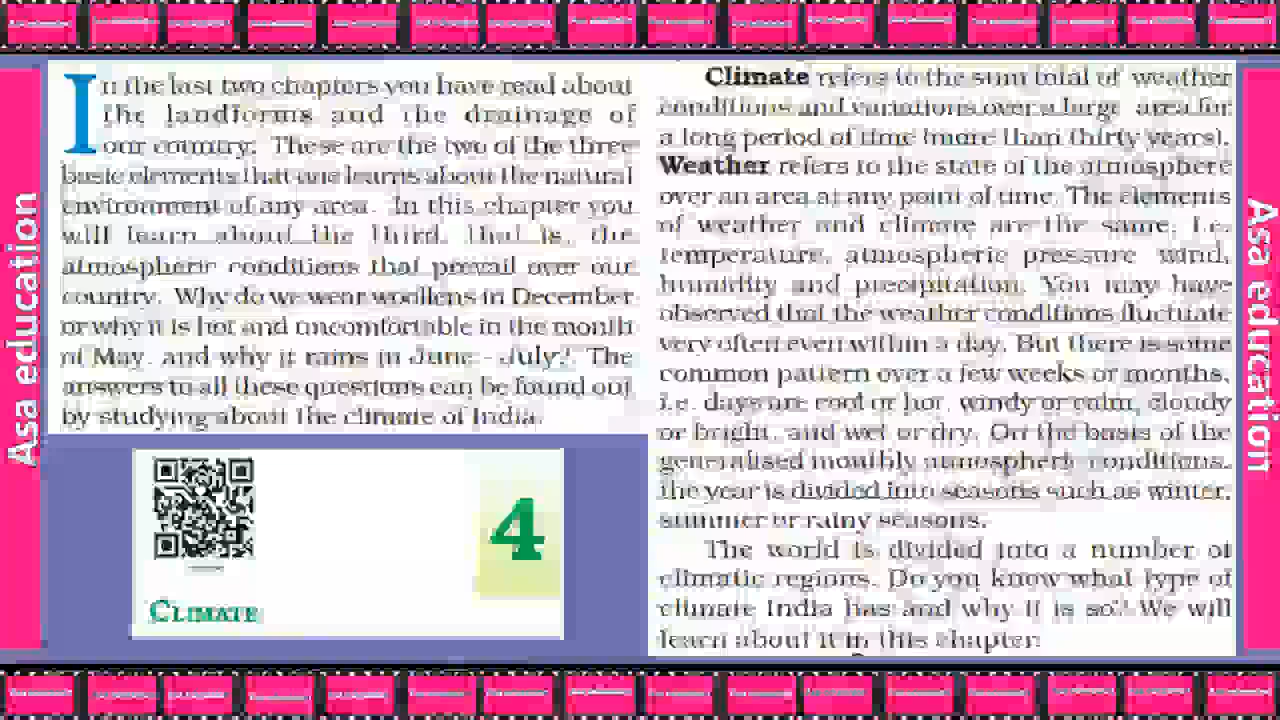 In the last two chapters you have read about
the landforms and the drainage of
our country. These are the two of the three
basic elements that one learns about the natural
environment of any area. In this chapter you
will learn about the third, that is, the
atmospheric conditions that prevail over our
country. Why do we wear woollens in December
or why it is hot and uncomfortable in the month
of May, and why it rains in June - July? The
answers to all these questions can be found out
by studying about the climate of India.
4
CLIMATE
Climate refers to the sum total of weather
conditions and variations over a large area for
a long period of time (more than thirty years).
Weather refers to the state of the atmosphere
over an area at any point of time. The elements
of weather and climate are the same, i.e.
temperature, atmospheric pressure wind,
humidity and precipitation. You may have
observed that the weather conditions fluctuate
very often even within a day. But there is some
common pattern over a few weeks or months,
i.e. days are cool or hot, windy or calm, cloudy
or bright, and wet or dry. On the basis of the
generalised monthly atmospheric conditions,
the year is divided into seasons such as winter,
summer or rainy seasons.
The world is divided into a number of
climatic regions. Do you know what type of
climate India has and why it is so? We will
learn about it in this chapter.
Asa education
Asa education